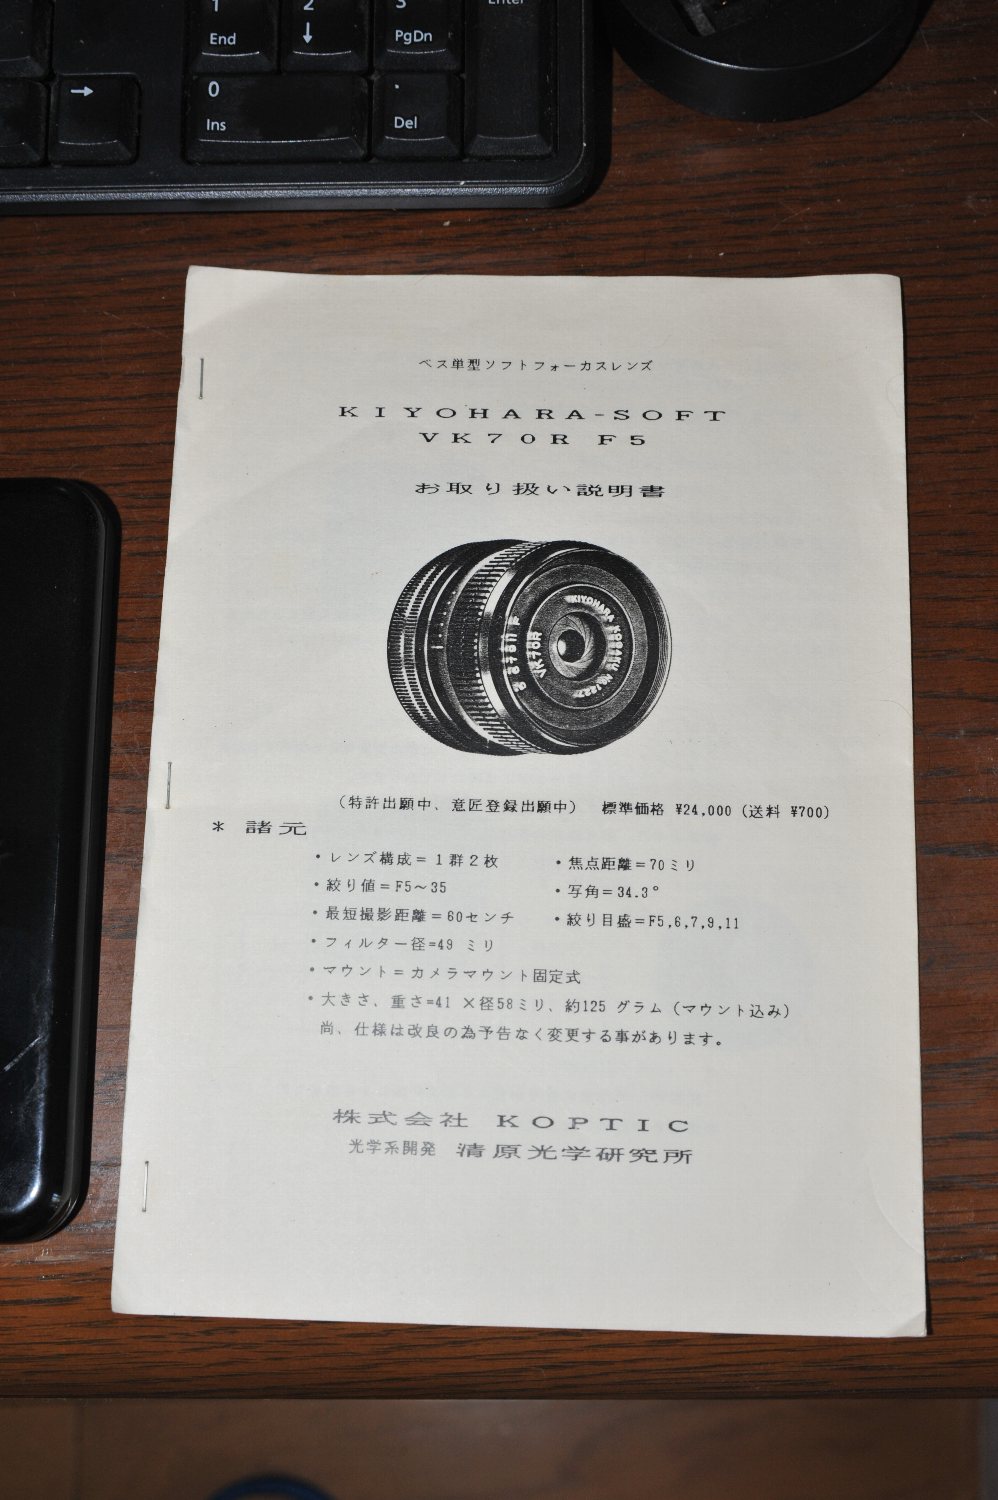 1
End
2
↓
3
PgDn
Enter
→
0
Ins
.
Del
ベス単型ソフトフォーカスレンズ
KIYOHARA-SOFT
VK70R F5
お取り扱い説明書
KIYOHARA KOGAKU
VK70R
(特許出願中、意匠登録出願中) 標準価格 ¥24,000 (送料 ¥700)
* 諸元
・レンズ構成=1群2枚 ・焦点距離=70ミリ
・絞り値=F5〜35 ・写角=34.3°
・最短撮影距離=60センチ ・絞り目盛=F5,6,7,9,11
・フィルター径=49 ミリ
・マウント=カメラマウント固定式
・大きさ、重さ=41 ×径58ミリ、約125 グラム (マウント込み)
尚、仕様は改良の為予告なく変更する事があります。
株式会社 KOPTIC
光学系開発 清原光学研究所